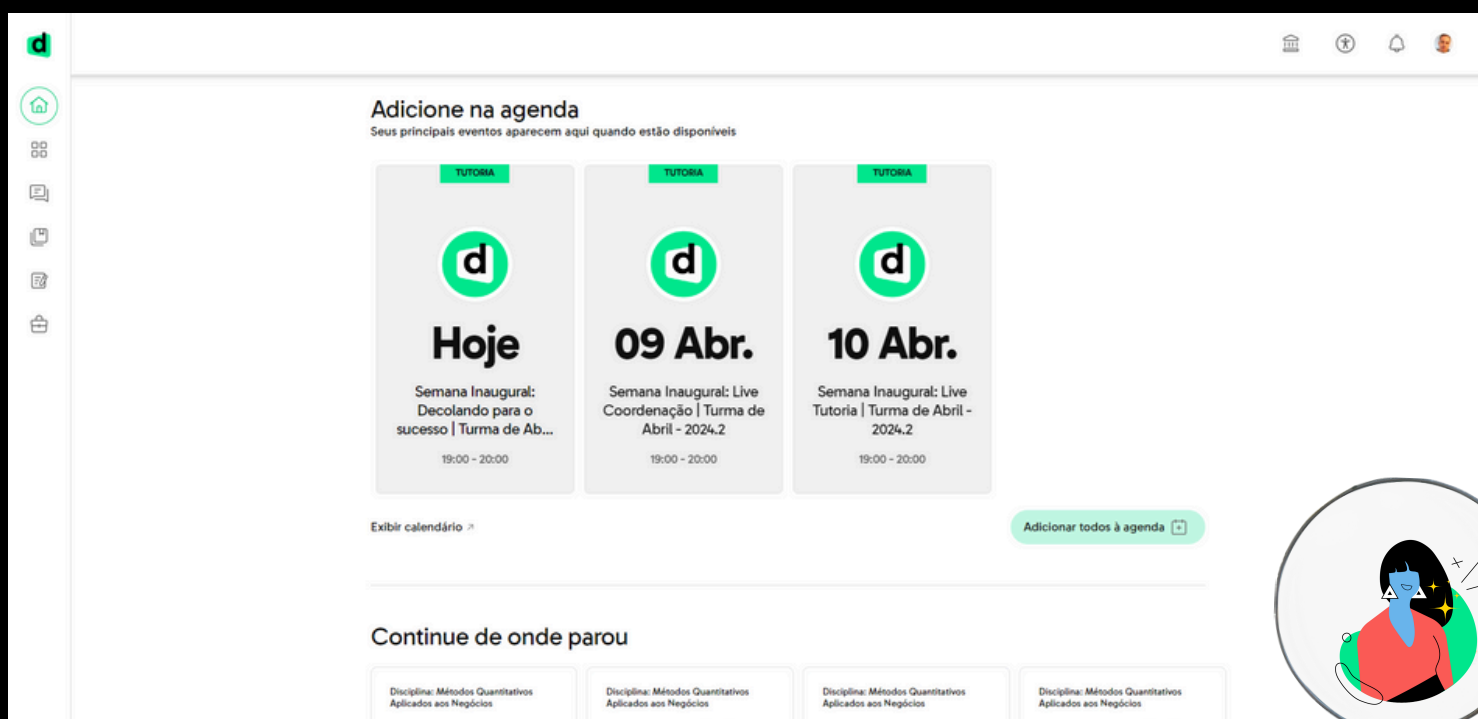 d
Adicione na agenda
Seus principais eventos aparecem aqui quando estão disponíveis
TUTORIA
d
Hoje
Semana Inaugural:
Decolando para o
sucesso | Turma de Ab...
19:00 - 20:00
TUTORIA
d
09 Abr.
Semana Inaugural: Live
Coordenação | Turma de
Abril - 2024.2
19:00 - 20:00
TUTORIA
d
10 Abr.
Semana Inaugural: Live
Tutoria | Turma de Abril -
2024.2
19:00 - 20:00
Exibir calendário
Adicionar todos à agenda
Continue de onde parou
Disciplina: Métodos Quantitativos
Aplicados aos Negócios
Disciplina: Métodos Quantitativos
Aplicados aos Negócios
Disciplina: Métodos Quantitativos
Aplicados aos Negócios
Disciplina: Métodos Quantitativos
Aplicados aos Negócios